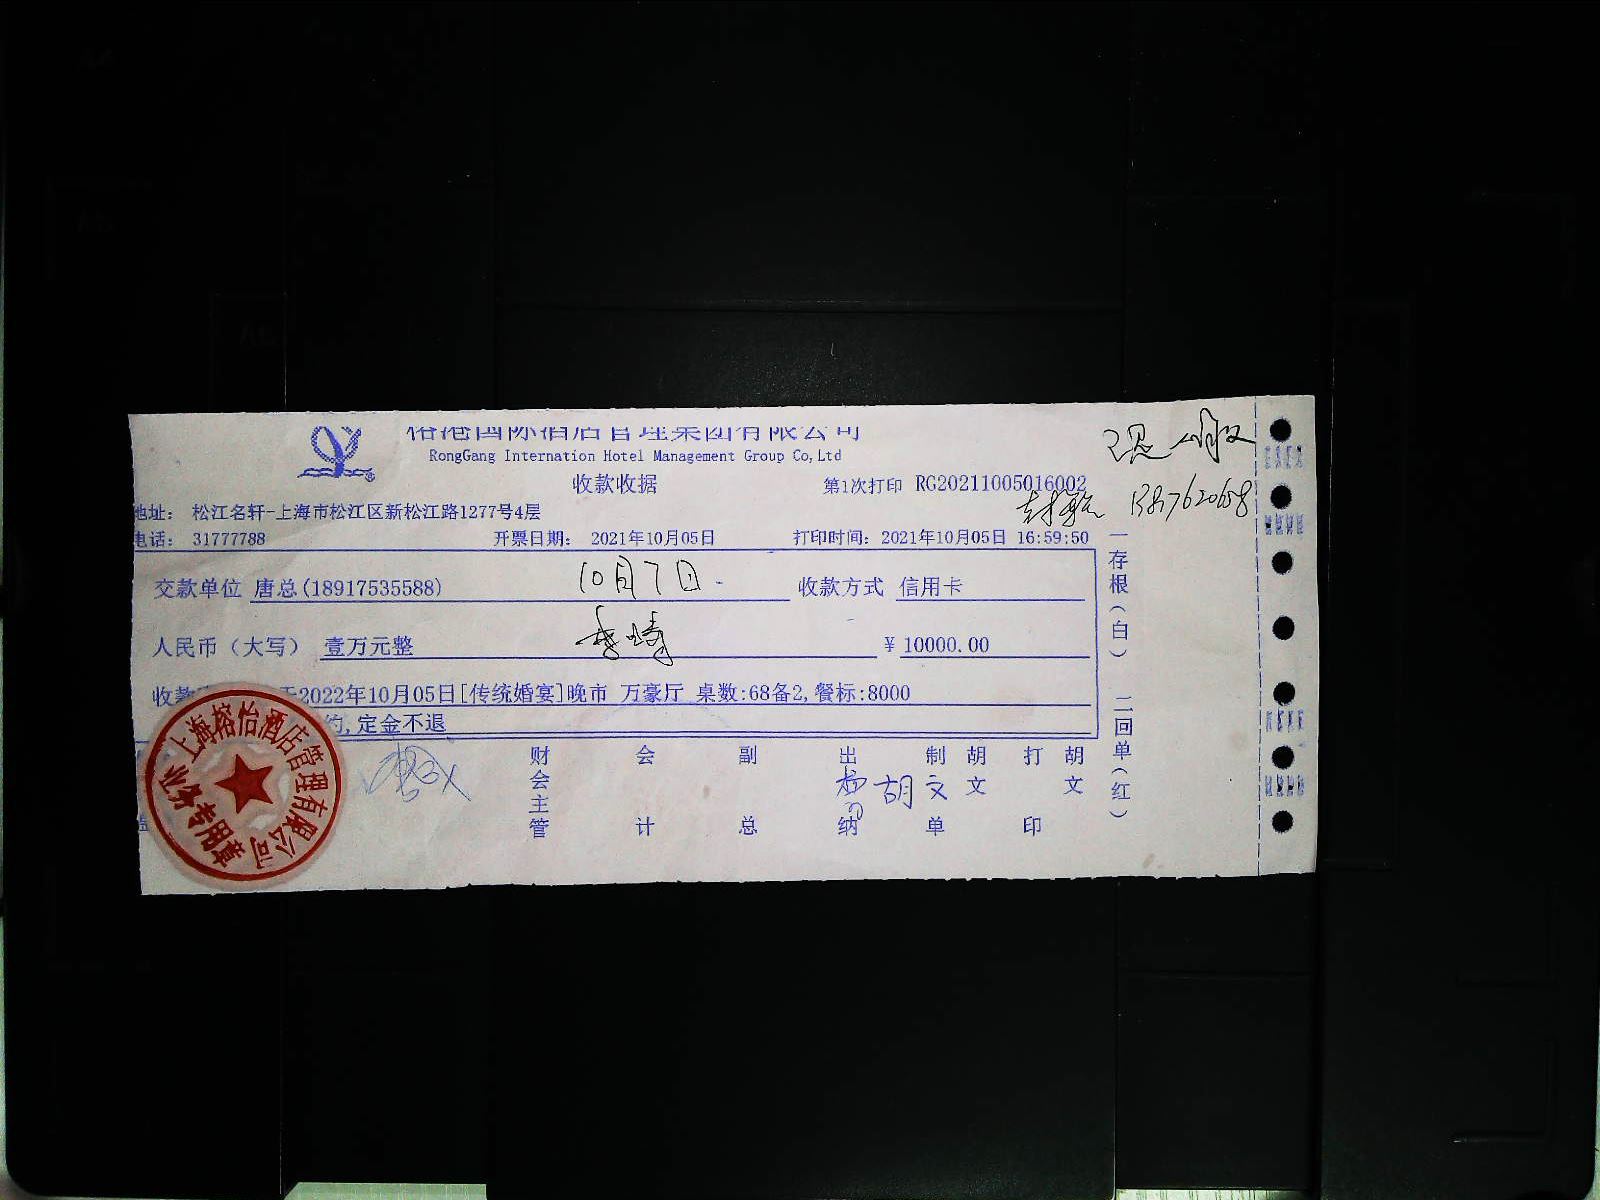 国际酒店管理集团有限公司
RongGang Internation Hotel Management Group Co,Ltd
收款收据
第1次打印 RG20211005016002
地址： 松江名轩-上海市松江区新松江路1277号4层
电话： 31777788 开票日期： 2021年10月05日 打印时间：2021年10月05日 16:59:50
交款单位 唐总(18917535588) 10月7日 收款方式 信用卡
人民币（大写） 壹万元整 ￥10000.00
收款 2022年10月05日[传统婚宴]晚市 万豪厅 桌数:68备2,餐标:8000
约,定金不退
财会主管 会计 副总 出纳 制单 胡文 打印 胡文
胡文
一存根（白） 二回单（红）
上海榕怡酒店管理有限公司
业务专用章